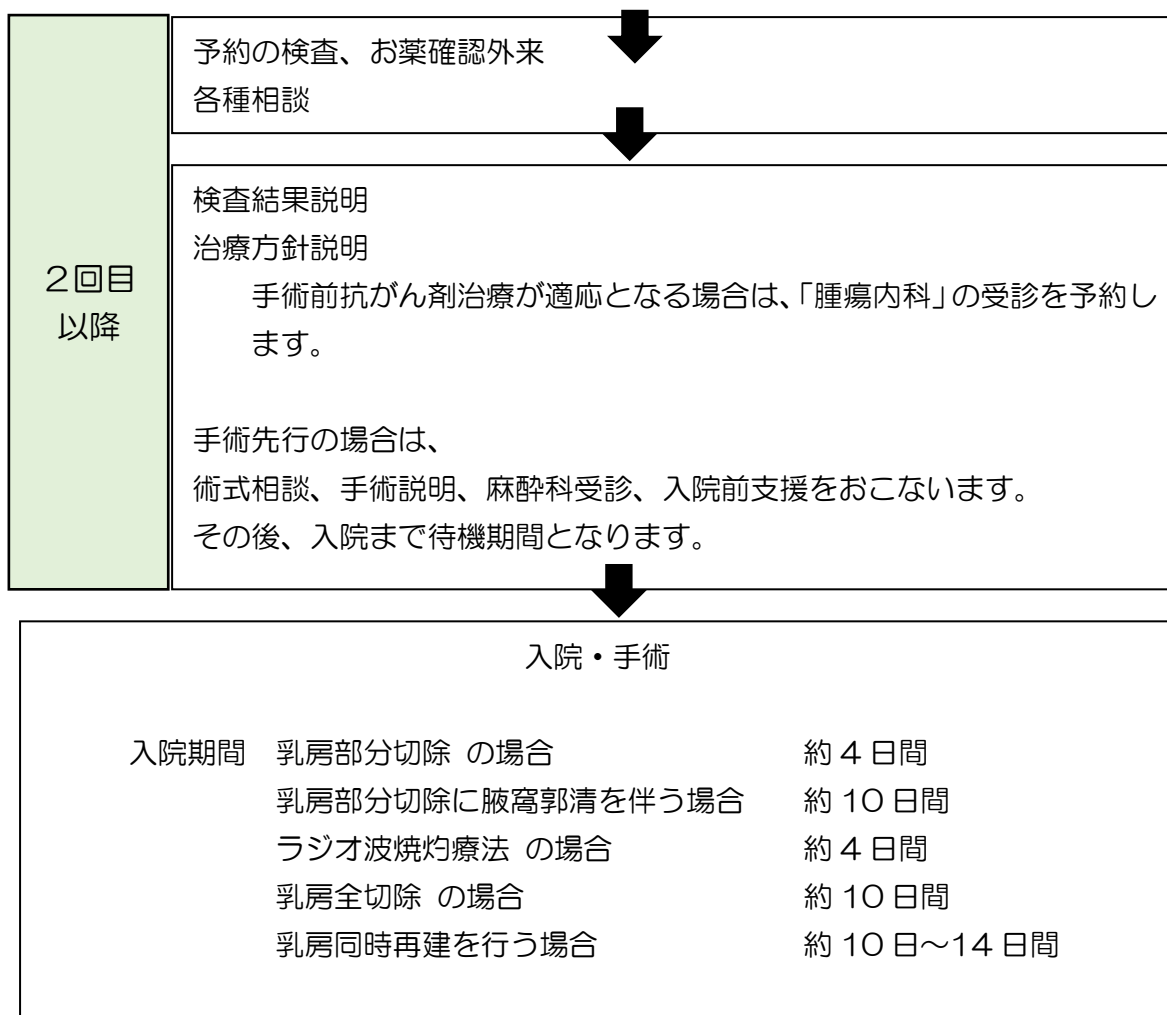 予約の検査、お薬確認外来
各種相談
2回目
以降
検査結果説明
治療方針説明
手術前抗がん剤治療が適応となる場合は、「腫瘍内科」の受診を予約し
ます。
手術先行の場合は、
術式相談、手術説明、麻酔科受診、入院前支援をおこないます。
その後、入院まで待機期間となります。
入院・手術
入院期間 乳房部分切除 の場合 約 4 日間
乳房部分切除に腋窩郭清を伴う場合 約 10 日間
ラジオ波焼灼療法 の場合 約 4 日間
乳房全切除 の場合 約 10 日間
乳房同時再建を行う場合 約 10 日～14 日間